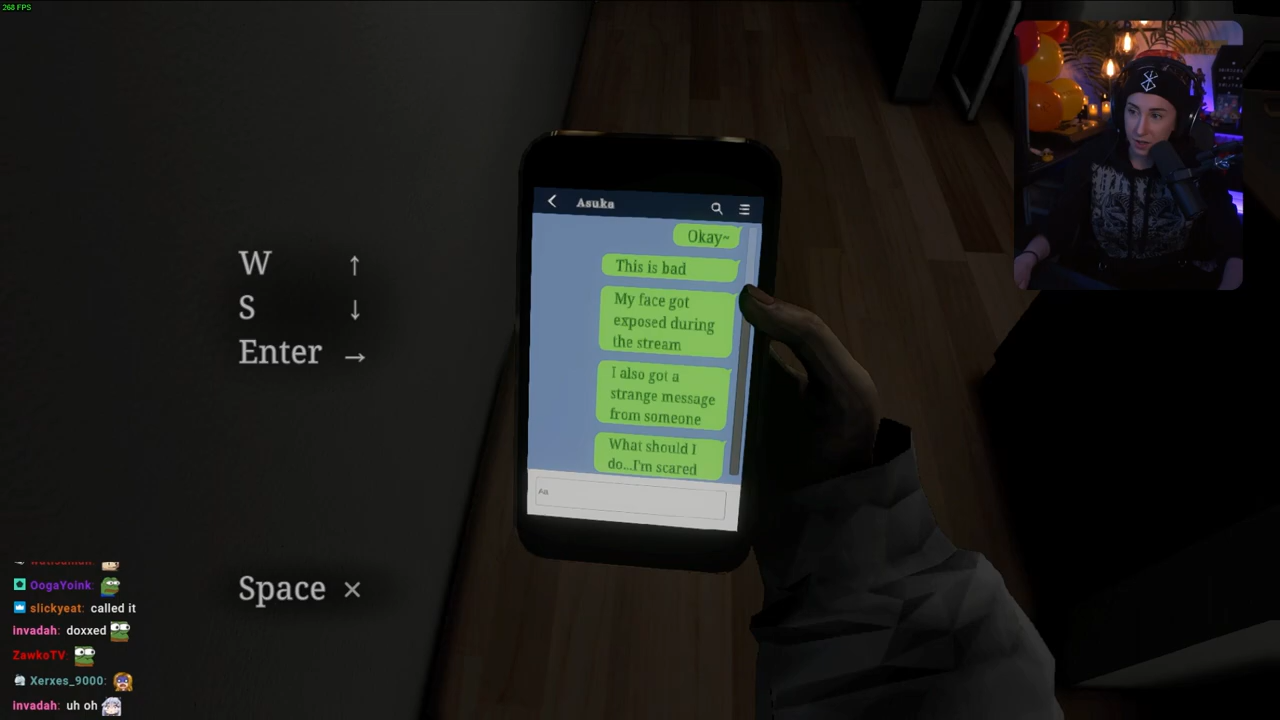 268 FPS
Asuka
Okay~
This is bad
My face got
exposed during
the stream
I also got a
strange message
from someone
What should I
do...I'm scared
Aa
W ↑
S ↓
Enter →
Space ×
OogaYoink:
slickyeat: called it
invadah: doxxed
ZawkoTV:
Xerxes_9000:
invadah: uh oh